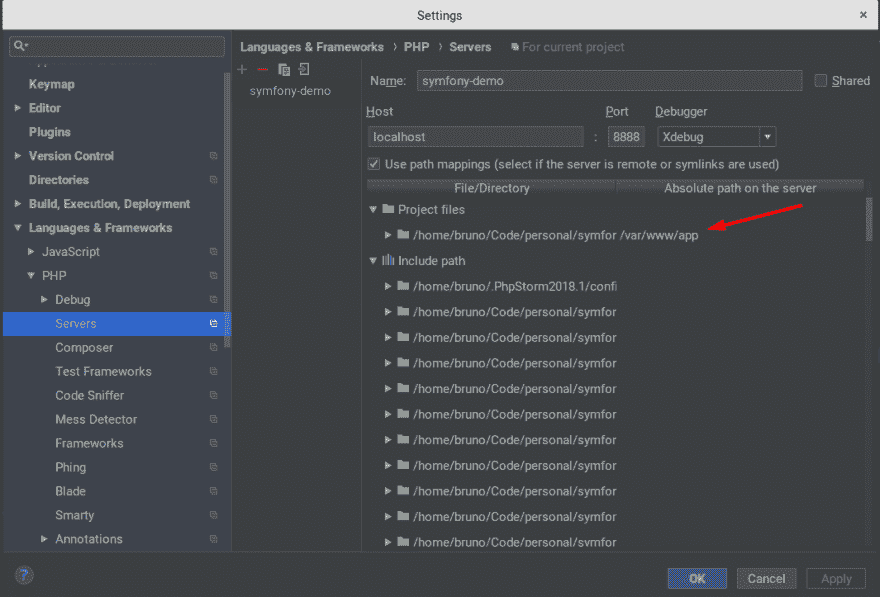 Settings
Languages & Frameworks › PHP › Servers For current project
Keymap
Editor
Plugins
Version Control
Directories
Build, Execution, Deployment
Languages & Frameworks
JavaScript
PHP
Debug
Servers
Composer
Test Frameworks
Code Sniffer
Mess Detector
Frameworks
Phing
Blade
Smarty
Annotations
symfony-demo
Name: symfony-demo Shared
Host Port Debugger
localhost : 8888 Xdebug
Use path mappings (select if the server is remote or symlinks are used)
File/Directory Absolute path on the server
Project files
/home/bruno/Code/personal/symfor /var/www/app
Include path
/home/bruno/.PhpStorm2018.1/confi
/home/bruno/Code/personal/symfor
/home/bruno/Code/personal/symfor
/home/bruno/Code/personal/symfor
/home/bruno/Code/personal/symfor
/home/bruno/Code/personal/symfor
/home/bruno/Code/personal/symfor
/home/bruno/Code/personal/symfor
/home/bruno/Code/personal/symfor
/home/bruno/Code/personal/symfor
/home/bruno/Code/personal/symfor
? OK Cancel Apply